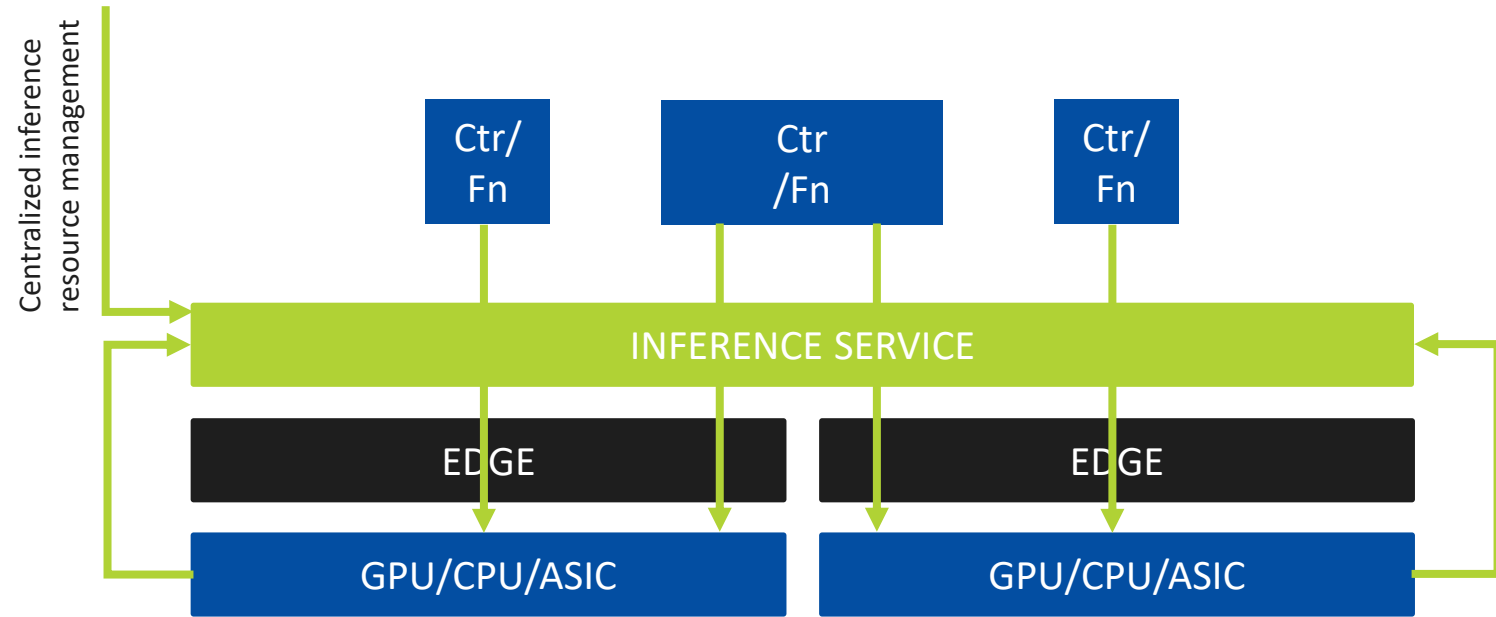 Centralized inference
resource management
Ctr/
Fn
Ctr
/Fn
Ctr/
Fn
INFERENCE SERVICE
EDGE
EDGE
GPU/CPU/ASIC
GPU/CPU/ASIC